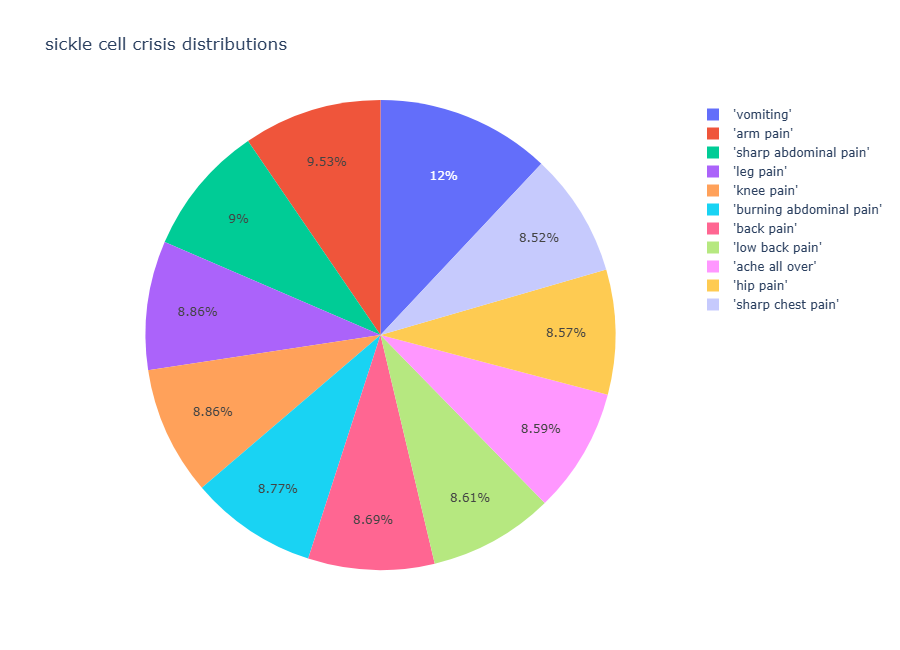 sickle cell crisis distributions
12%
9.53%
9%
8.52%
8.86%
8.57%
8.86%
8.59%
8.77%
8.61%
8.69%
'vomiting'
'arm pain'
'sharp abdominal pain'
'leg pain'
'knee pain'
'burning abdominal pain'
'back pain'
'low back pain'
'ache all over'
'hip pain'
'sharp chest pain'